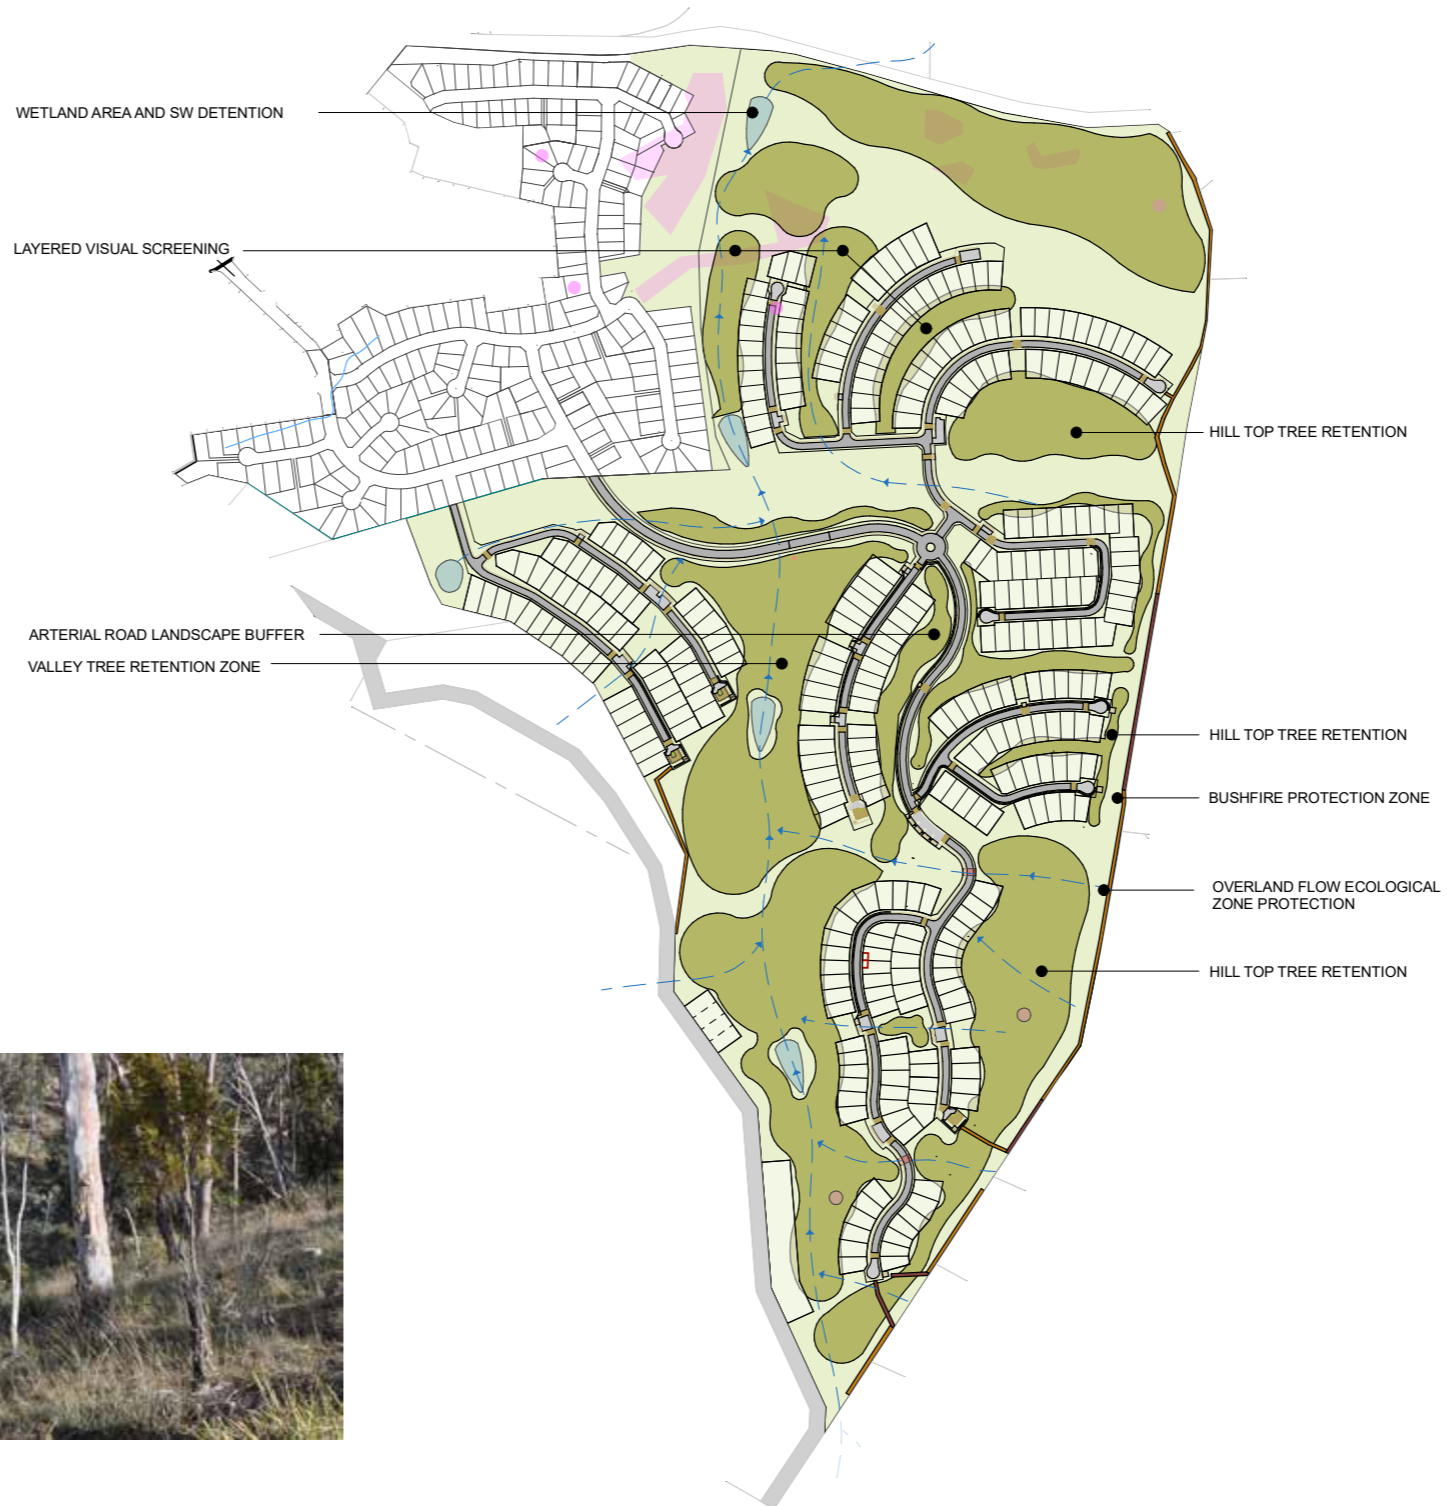 WETLAND AREA AND SW DETENTION
LAYERED VISUAL SCREENING
HILL TOP TREE RETENTION
ARTERIAL ROAD LANDSCAPE BUFFER
VALLEY TREE RETENTION ZONE
HILL TOP TREE RETENTION
BUSHFIRE PROTECTION ZONE
OVERLAND FLOW ECOLOGICAL
ZONE PROTECTION
HILL TOP TREE RETENTION